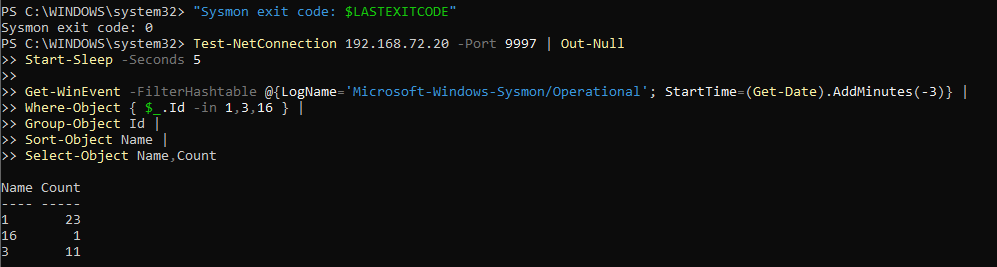 PS C:\WINDOWS\system32> "Sysmon exit code: $LASTEXITCODE"
Sysmon exit code: 0
PS C:\WINDOWS\system32> Test-NetConnection 192.168.72.20 -Port 9997 | Out-Null
>> Start-Sleep -Seconds 5
>>
>> Get-WinEvent -FilterHashtable @{LogName='Microsoft-Windows-Sysmon/Operational'; StartTime=(Get-Date).AddMinutes(-3)} |
>> Where-Object { $_.Id -in 1,3,16 } |
>> Group-Object Id |
>> Sort-Object Name |
>> Select-Object Name,Count

Name Count
---- -----
1       23
16       1
3       11